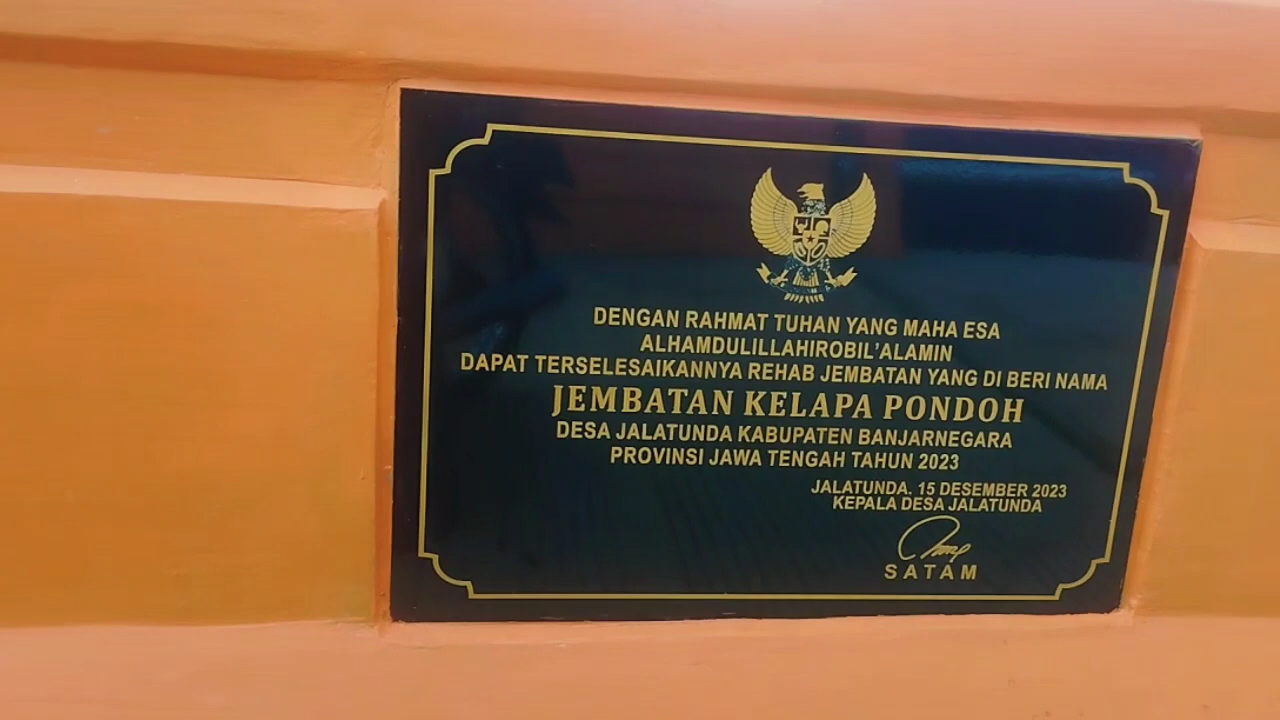 DENGAN RAHMAT TUHAN YANG MAHA ESA
ALHAMDULILLAHIROBIL'ALAMIN
DAPAT TERSELESAIKANNYA REHAB JEMBATAN YANG DI BERI NAMA
JEMBATAN KELAPA PONDOH
DESA JALATUNDA KABUPATEN BANJARNEGARA
PROVINSI JAWA TENGAH TAHUN 2023
JALATUNDA. 15 DESEMBER 2023
KEPALA DESA JALATUNDA
SATAM